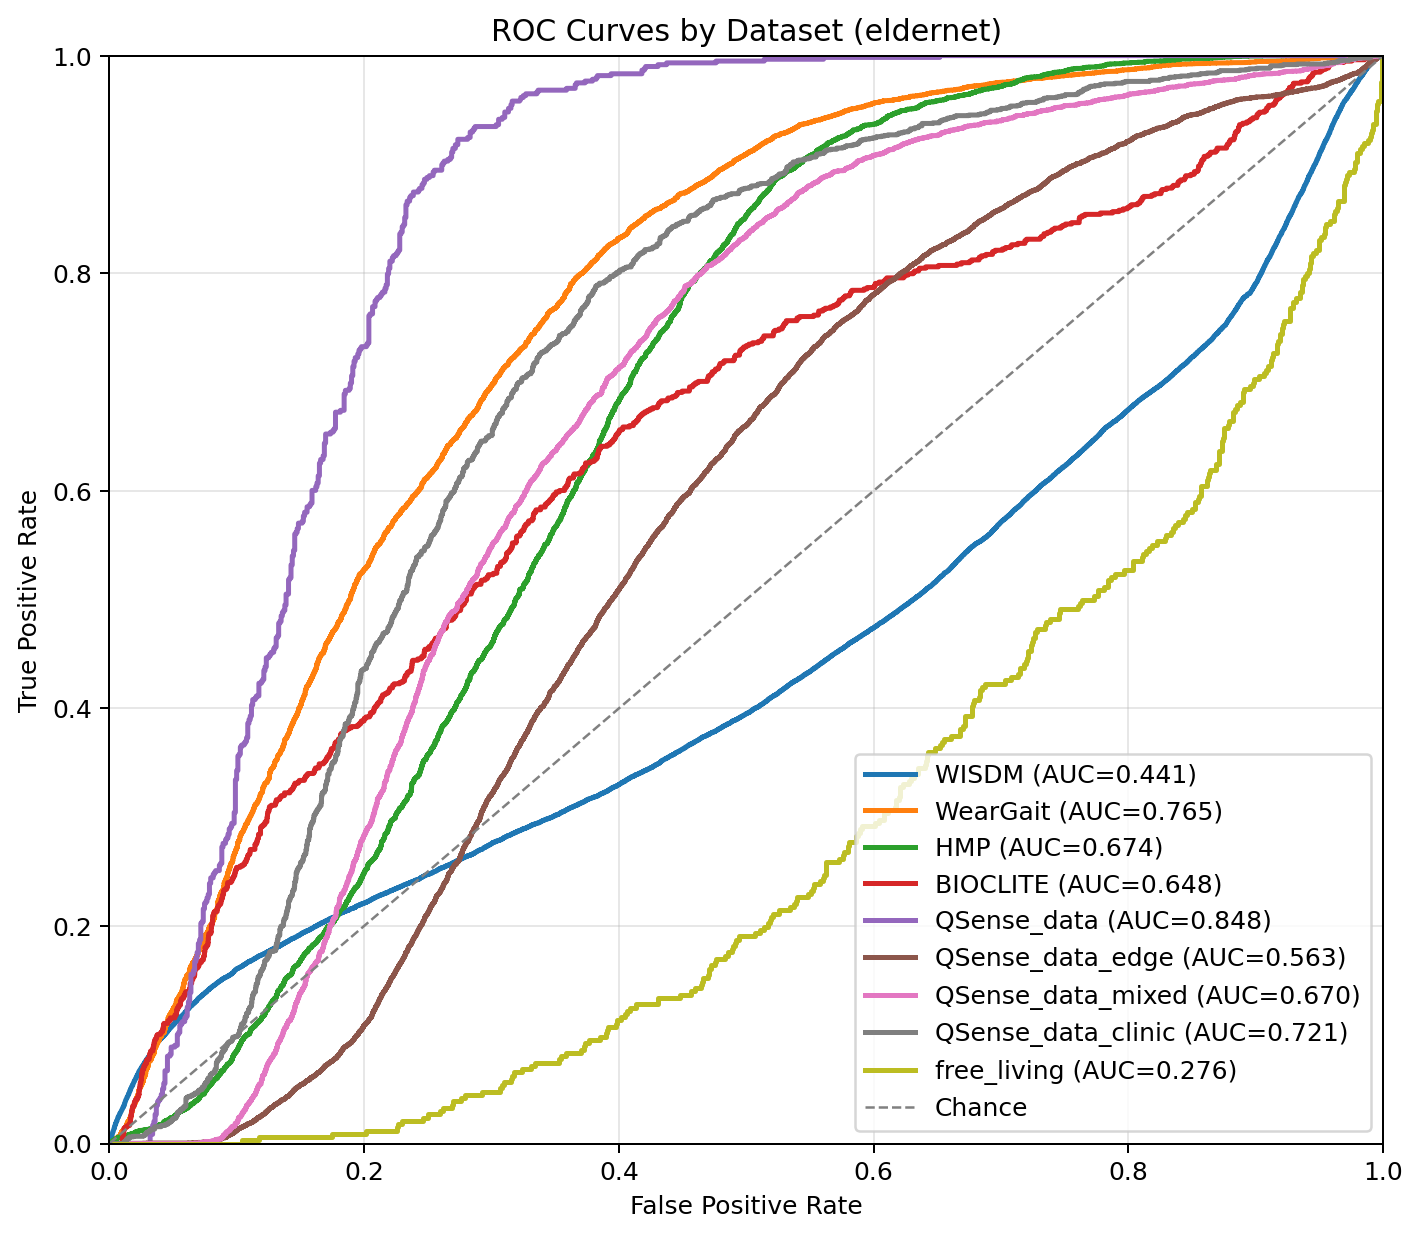 ROC Curves by Dataset (eldernet)
1.0
0.8
0.6
0.4
0.2
0.0
True Positive Rate
0.0 0.2 0.4 0.6 0.8 1.0
False Positive Rate
WISDM (AUC=0.441)
WearGait (AUC=0.765)
HMP (AUC=0.674)
BIOCLITE (AUC=0.648)
QSense_data (AUC=0.848)
QSense_data_edge (AUC=0.563)
QSense_data_mixed (AUC=0.670)
QSense_data_clinic (AUC=0.721)
free_living (AUC=0.276)
Chance